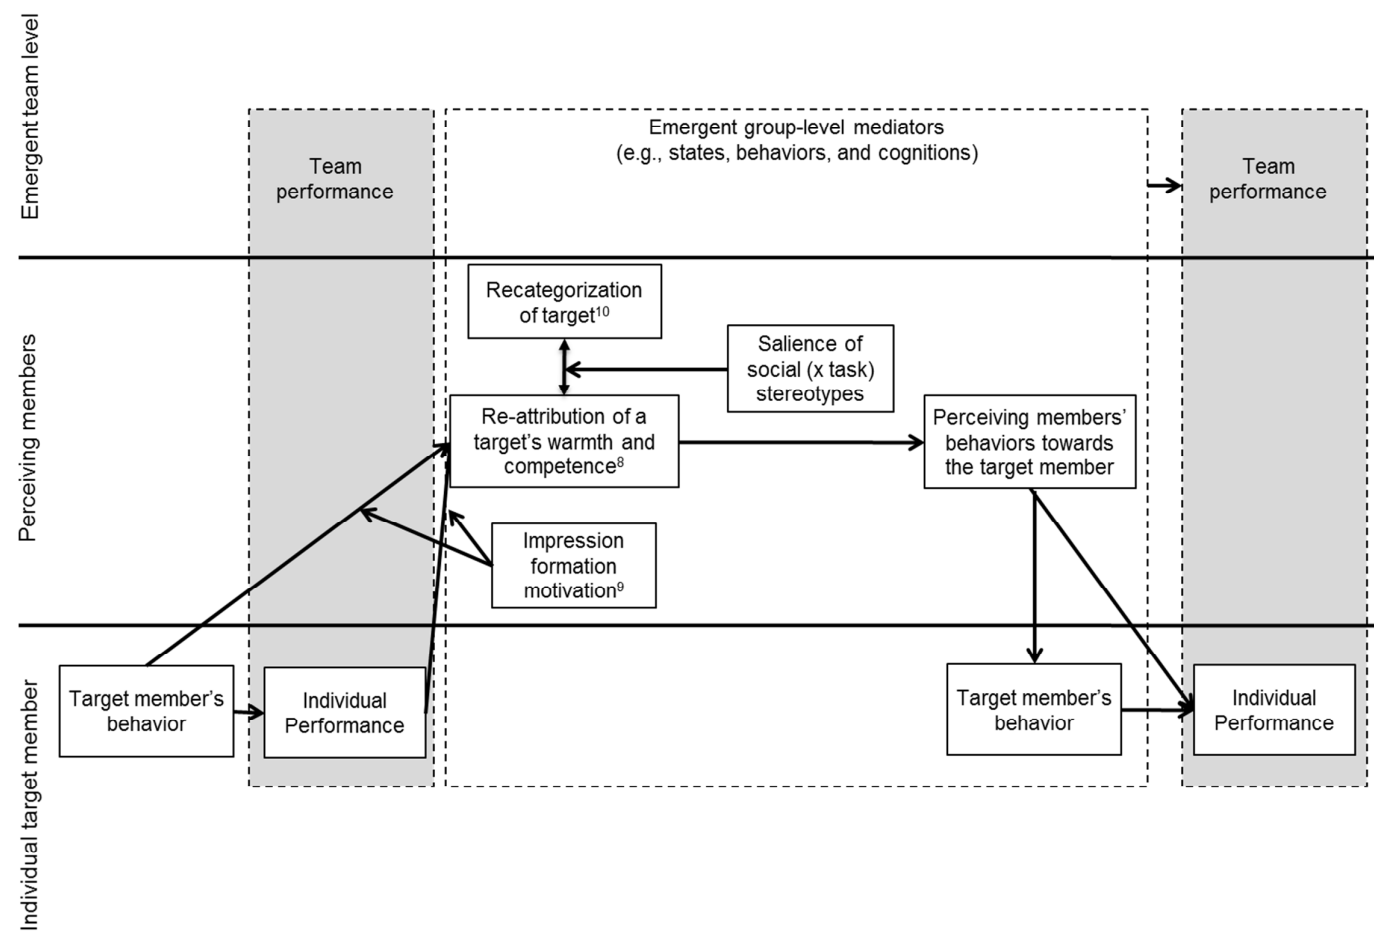 Emergent team level
Team
performance
Emergent group-level mediators
(e.g., states, behaviors, and cognitions)
Team
performance
Perceiving members
Recategorization
of target¹⁰
Salience of
social (x task)
stereotypes
Re-attribution of a
target’s warmth and
competence⁸
Perceiving members’
behaviors towards
the target member
Impression
formation
motivation⁹
Individual target member
Target member’s
behavior
Individual
Performance
Target member’s
behavior
Individual
Performance